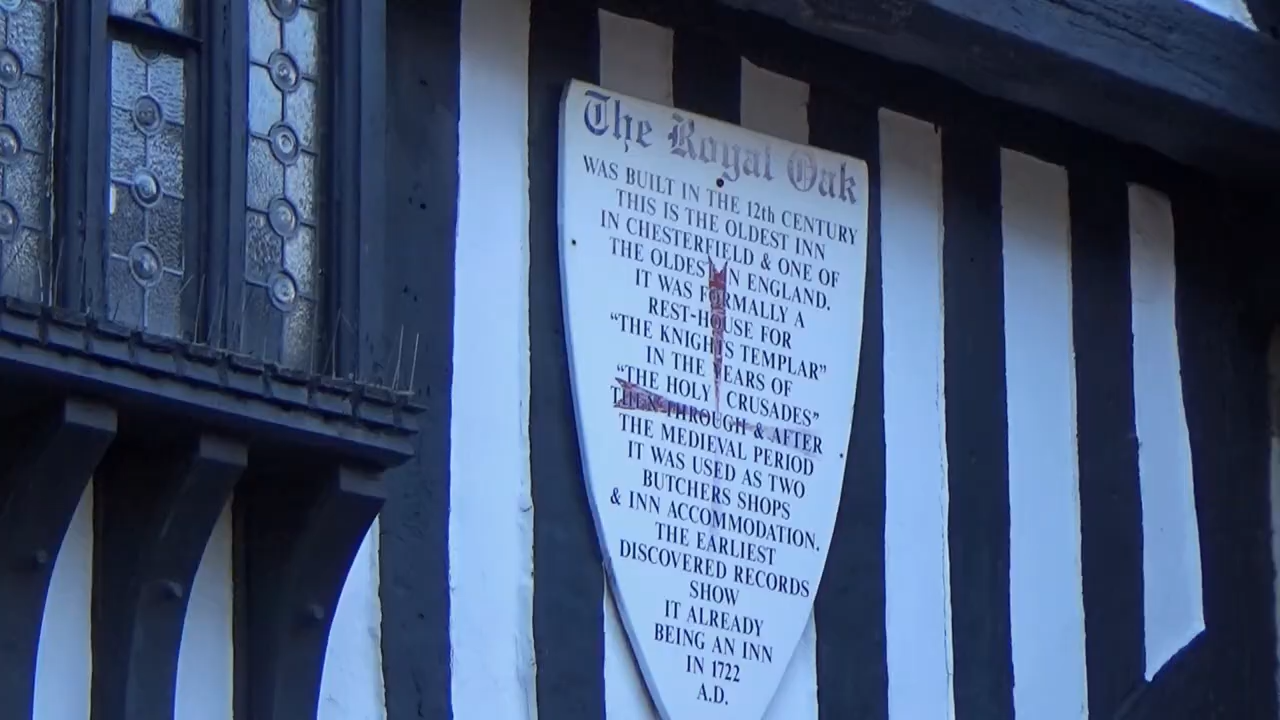 The Royal Oak
WAS BUILT IN THE 12th CENTURY
THIS IS THE OLDEST INN
IN CHESTERFIELD & ONE OF
THE OLDEST IN ENGLAND.
IT WAS FORMALLY A
REST-HOUSE FOR
“THE KNIGHTS TEMPLAR”
IN THE YEARS OF
“THE HOLY CRUSADES”
THEN THROUGH & AFTER
THE MEDIEVAL PERIOD
IT WAS USED AS TWO
BUTCHERS SHOPS
& INN ACCOMMODATION.
THE EARLIEST
DISCOVERED RECORDS
SHOW
IT ALREADY
BEING AN INN
IN 1722
A.D.